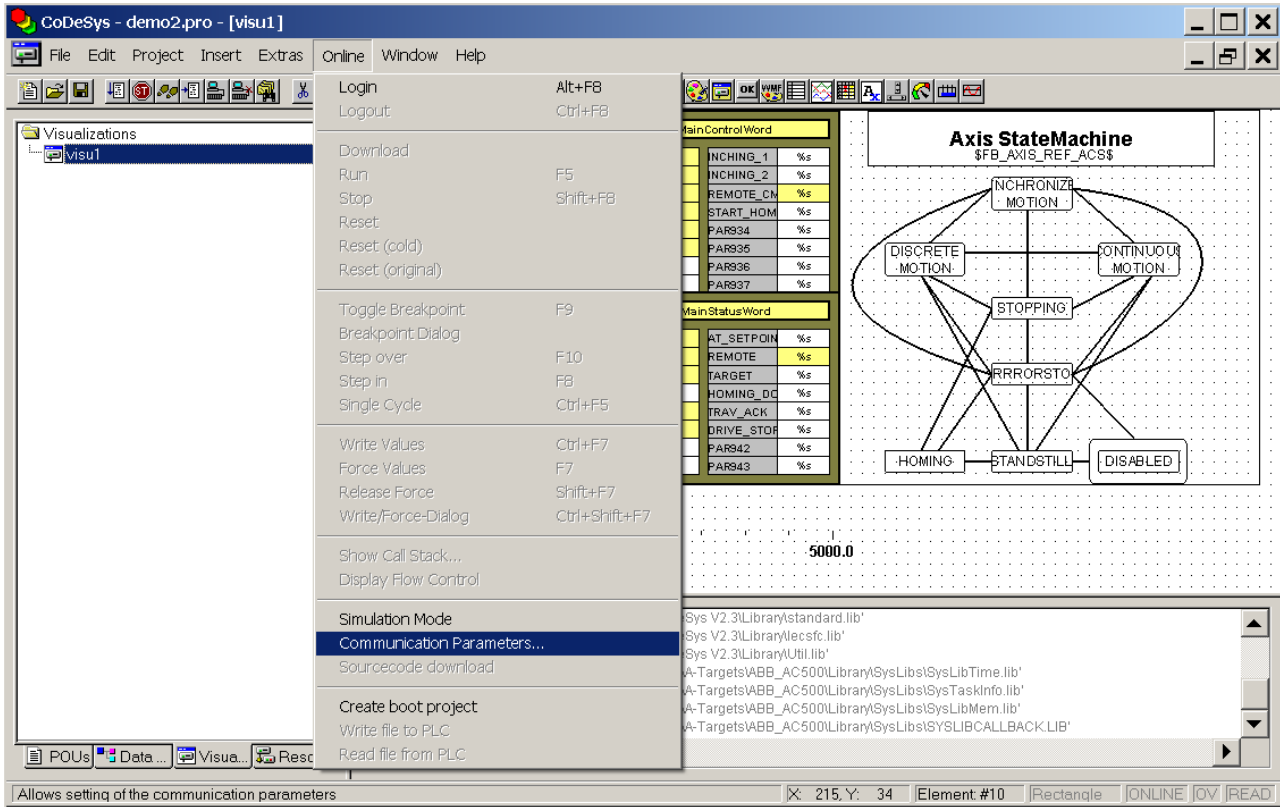 CoDeSys - demo2.pro - [visu1]
File Edit Project Insert Extras Online Window Help
Visualizations
visu1
POUs Data ... Visua... Reso
Login Alt+F8
Logout Ctrl+F8
Download
Run F5
Stop Shift+F8
Reset
Reset (cold)
Reset (original)
Toggle Breakpoint F9
Breakpoint Dialog
Step over F10
Step in F8
Single Cycle Ctrl+F5
Write Values Ctrl+F7
Force Values F7
Release Force Shift+F7
Write/Force-Dialog Ctrl+Shift+F7
Show Call Stack...
Display Flow Control
Simulation Mode
Communication Parameters...
Sourcecode download
Create boot project
Write file to PLC
Read file from PLC
MainControlWord
INCHING_1 %s
INCHING_2 %s
REMOTE_CM %s
START_HOM %s
PAR934 %s
PAR935 %s
PAR936 %s
PAR937 %s
MainStatusWord
AT_SETPOIN %s
REMOTE %s
TARGET %s
HOMING_DO %s
TRAV_ACK %s
DRIVE_STOP %s
PAR942 %s
PAR943 %s
Axis StateMachine
$FB_AXIS_REF_ACS$
NCHRONIZE
MOTION
DISCRETE
MOTION
CONTINUOUS
MOTION
STOPPING
RRRORSTO
HOMING
STANDSTILL
DISABLED
5000.0
Sys V2.3\Library\standard.lib'
Sys V2.3\Library\Iecsfc.lib'
Sys V2.3\Library\Util.lib'
A-Targets\ABB_AC500\Library\SysLibs\SysLibTime.lib'
A-Targets\ABB_AC500\Library\SysLibs\SysTaskInfo.lib'
A-Targets\ABB_AC500\Library\SysLibs\SysLibMem.lib'
A-Targets\ABB_AC500\Library\SysLibs\SYSLIBCALLBACK.LIB'
Allows setting of the communication parameters X: 215, Y: 34 Element: #10 Rectangle ONLINE OV READ